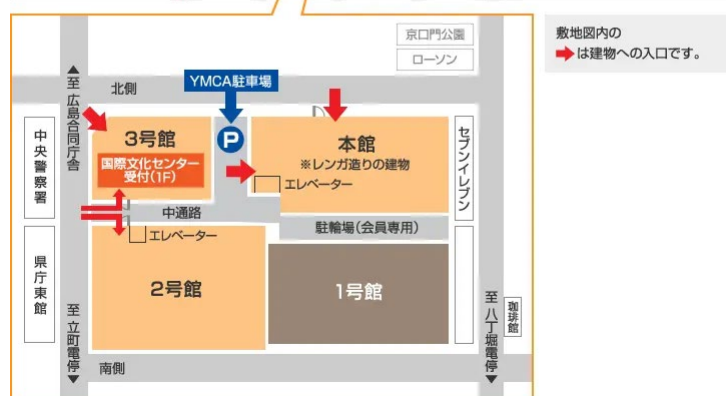 京口門公園
ローソン
敷地図内の
➡は建物への入口です。
▲至 広島合同庁舎
北側
YMCA駐車場
P
中央警察署
3号館
国際文化センター
受付(1F)
本館
※レンガ造りの建物
エレベーター
セブンイレブン
中通路
エレベーター
駐輪場(会員専用)
県庁東館
2号館
1号館
至 立町電停▼
至 八丁堀電停▼
珈琲館
南側